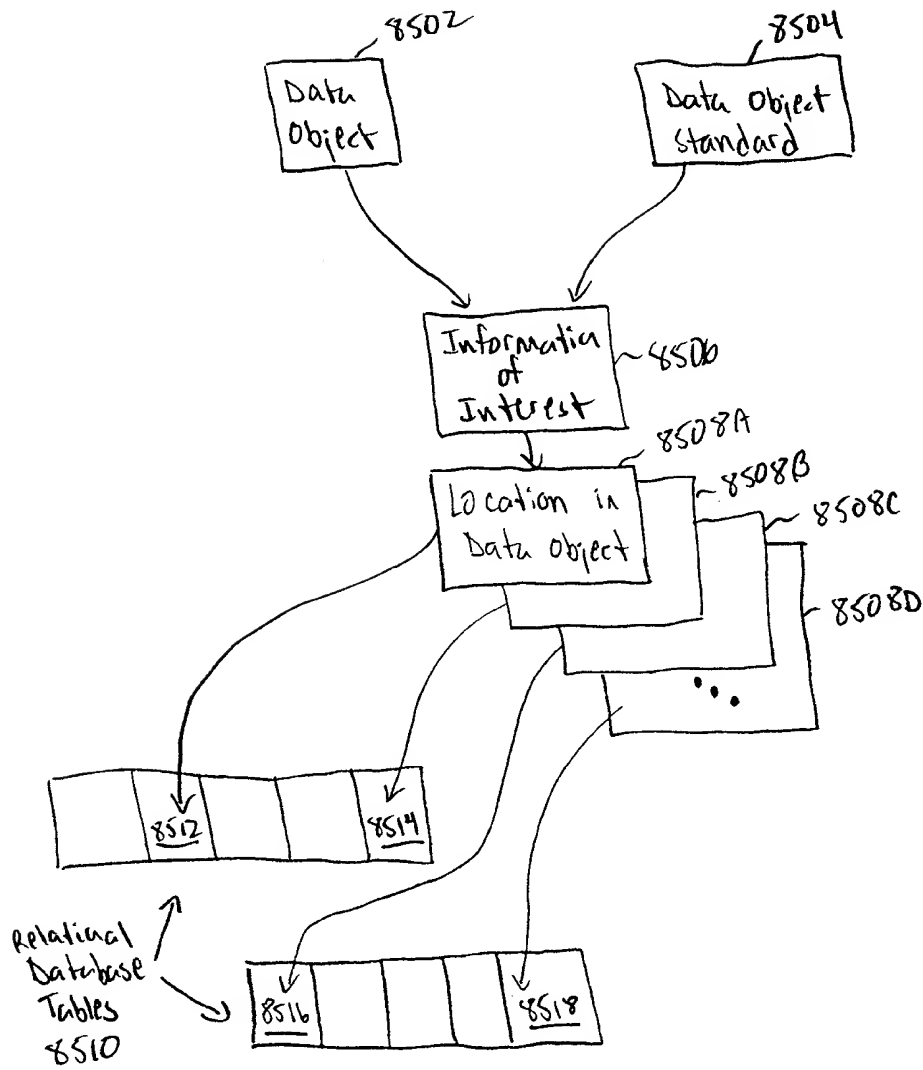 8502
8504
Data
Object
Data Object
Standard
Informatin
of
Interest
8506
8508A
8508B
8508C
8508D
Location in
Data Object
8512
8514
Relational
Database
Tables
8510
8516
8518